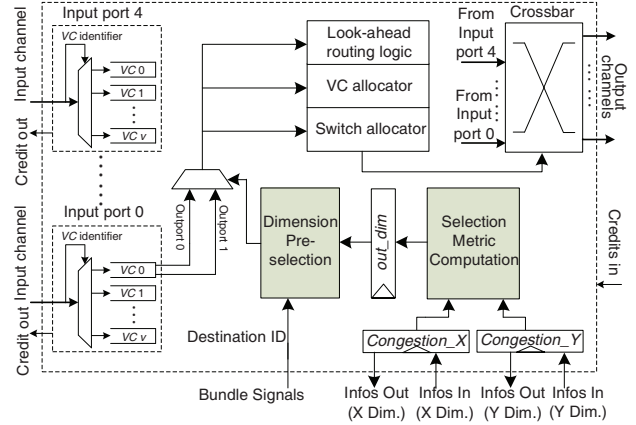 Input port 4
VC identifier
VC 0
VC 1
VC v
Input channel
Credit out
Input port 0
VC identifier
VC 0
VC 1
VC v
Input channel
Credit out
Look-ahead
routing logic
VC allocator
Switch allocator
From
Input
port 4
From
Input
port 0
Crossbar
Output
channels
Outport 0
Outport 1
Dimension
Pre-
selection
out_dim
Selection
Metric
Computation
Credits in
Congestion_X
Congestion_Y
Destination ID
Bundle Signals
Infos Out
(X Dim.)
Infos In
(X Dim.)
Infos Out
(Y Dim.)
Infos In
(Y Dim.)